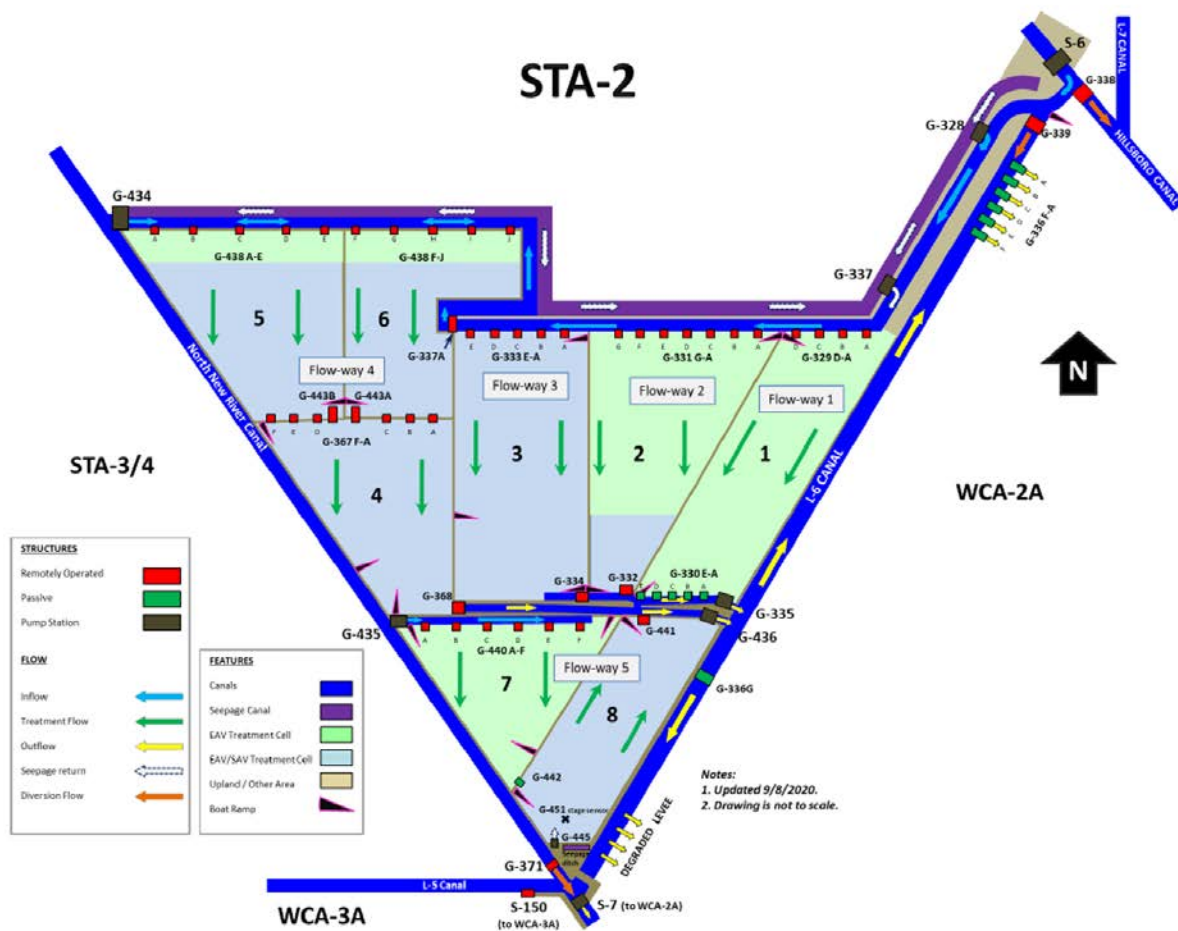 STA-2
S-6
L-7 CANAL
G-338
G-328
G-339
HILLSBORO CANAL
A
B
C
D
E
F
G-336 F-A
G-434
A B C D E F G H I J
G-438 A-E
G-438 F-J
G-337
5
6
G-337A
E D C B A
G-333 E-A
G F E D C B A
G-331 G-A
D C B A
G-329 D-A
N
Flow-way 4
Flow-way 3
Flow-way 2
Flow-way 1
G-443B
G-443A
F E D C B A
G-367 F-A
North New River Canal
3
2
1
STA-3/4
WCA-2A
4
L-6 CANAL
STRUCTURES
Remotely Operated
Passive
Pump Station
FLOW
Inflow
Treatment Flow
Outflow
Seepage return
Diversion Flow
FEATURES
Canals
Seepage Canal
EAV Treatment Cell
EAV/SAV Treatment Cell
Upland / Other Area
Boat Ramp
G-368
G-334
G-332
G-330 E-A
E D C B A
G-335
G-435
G-441
G-436
A B C D E F
G-440 A-F
Flow-way 5
7
8
G-336G
G-442
G-451 stage sensor
G-445
Seepage
ditch
DEGRADED LEVEE
Notes:
1. Updated 9/8/2020.
2. Drawing is not to scale.
G-371
L-5 Canal
WCA-3A
S-150
(to WCA-3A)
S-7 (to WCA-2A)